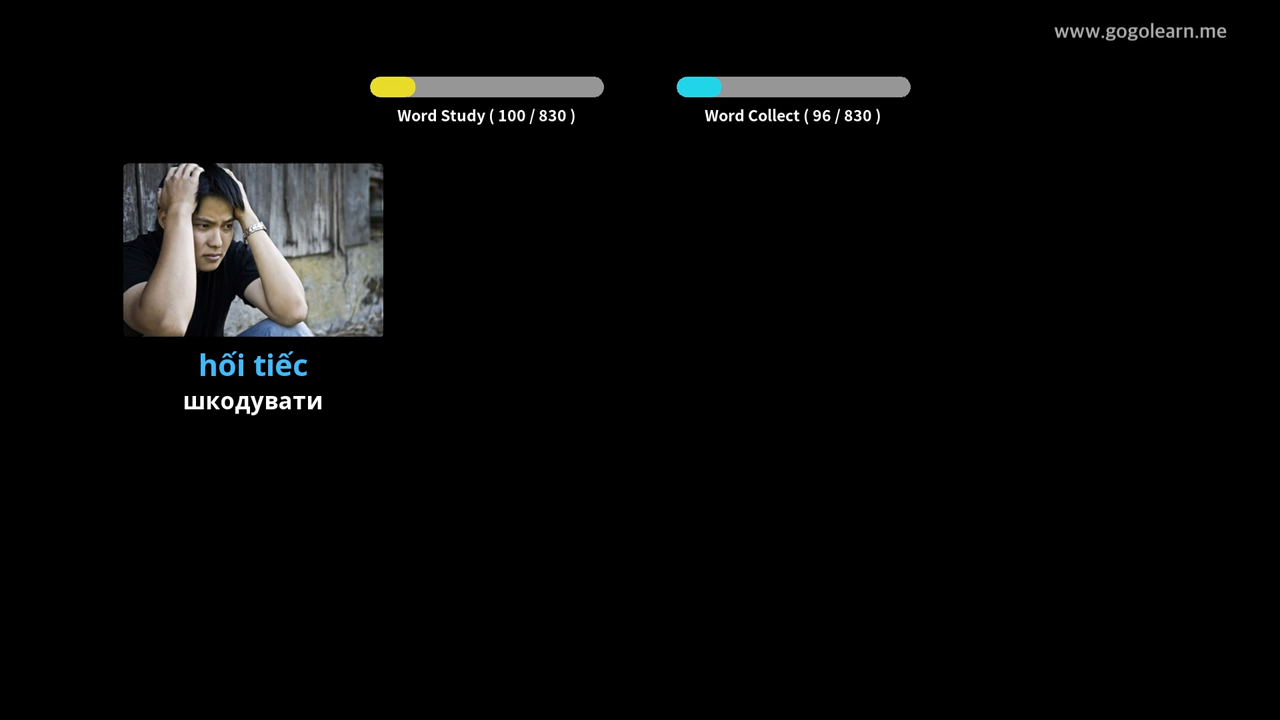 www.gogolearn.me
Word Study ( 100 / 830 )
Word Collect ( 96 / 830 )
hối tiếc
шкодувати